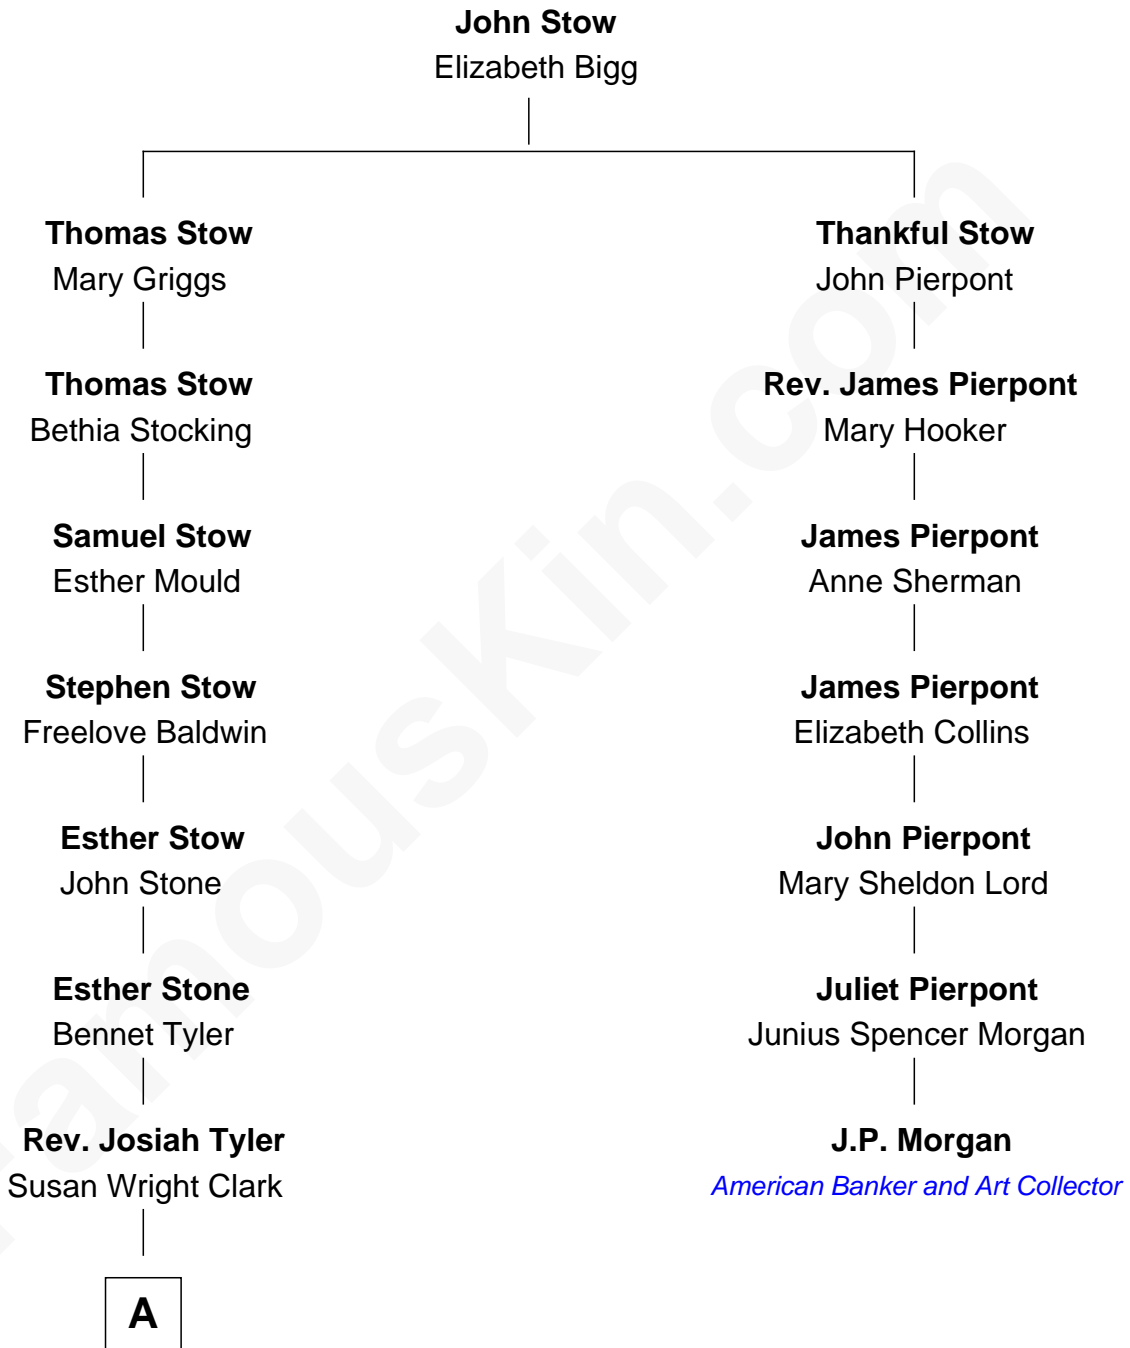 John Stow
Elizabeth Bigg
Thomas Stow
Mary Griggs
Thankful Stow
John Pierpont
Thomas Stow
Bethia Stocking
Rev. James Pierpont
Mary Hooker
Samuel Stow
Esther Mould
James Pierpont
Anne Sherman
Stephen Stow
Freelove Baldwin
James Pierpont
Elizabeth Collins
Esther Stow
John Stone
John Pierpont
Mary Sheldon Lord
Esther Stone
Bennet Tyler
Juliet Pierpont
Junius Spencer Morgan
Rev. Josiah Tyler
Susan Wright Clark
J.P. Morgan
American Banker and Art Collector
A
FamousKin.com